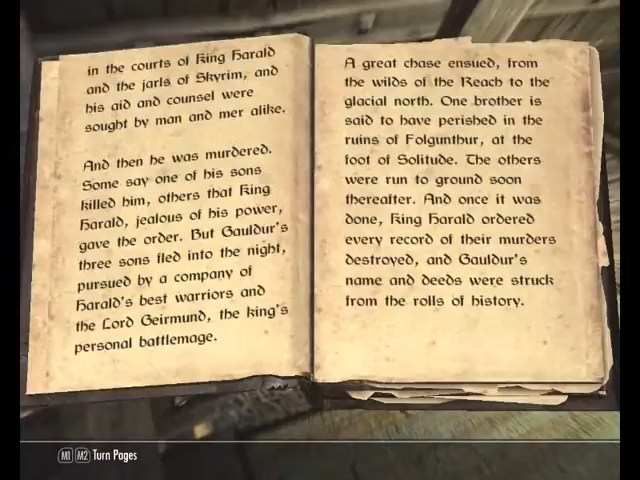 in the courts of King Harald
and the jarls of Skyrim, and
his aid and counsel were
sought by man and mer alike.
And then he was murdered.
Some say one of his sons
killed him, others that King
Harald, jealous of his power,
gave the order. But Gauldur's
three sons fled into the night,
pursued by a company of
Harald's best warriors and
the Lord Geirmund, the king's
personal battlemage.
A great chase ensued, from
the wilds of the Reach to the
glacial north. One brother is
said to have perished in the
ruins of Folgunthur, at the
foot of Solitude. The others
were run to ground soon
thereafter. And once it was
done, King Harald ordered
every record of their murders
destroyed, and Gauldur's
name and deeds were struck
from the rolls of history.
M1 M2 Turn Pages